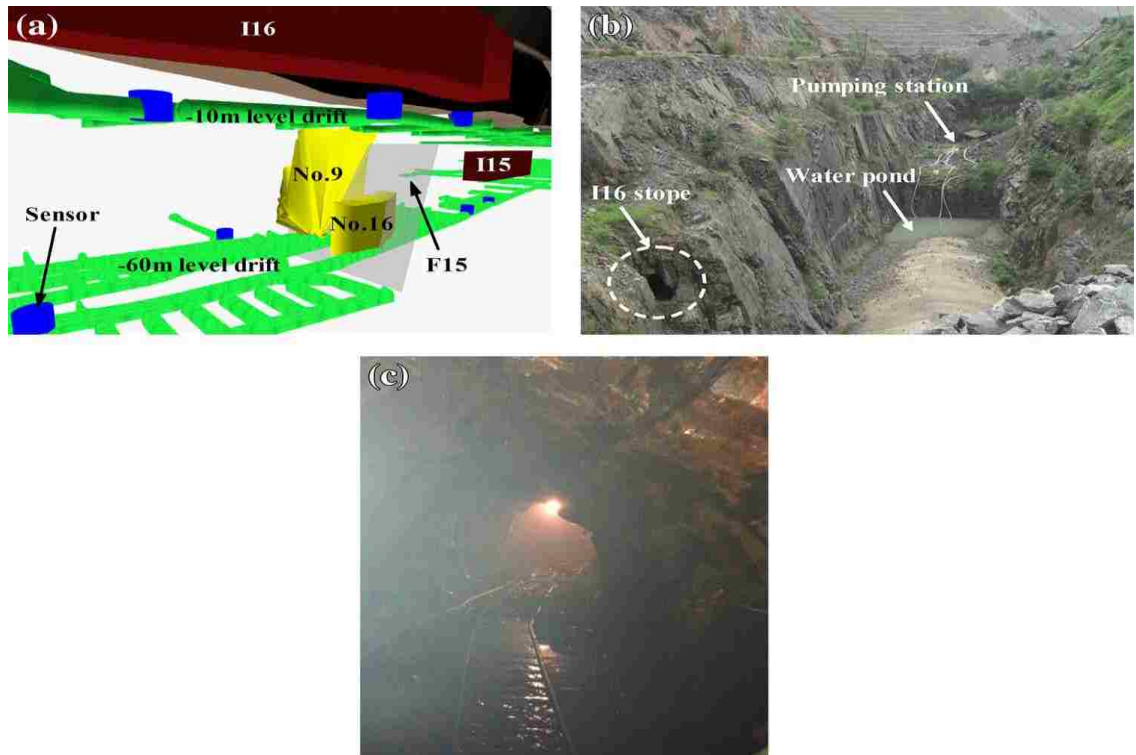 (a)
I16
-10m level drift
I15
No.9
No.16
Sensor
F15
-60m level drift
(b)
Pumping station
Water pond
I16 stope
(c)